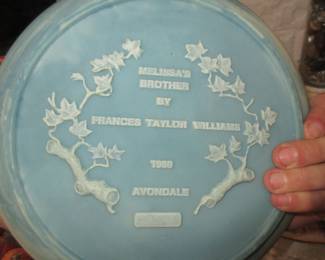 MELISSA'S
BROTHER
BY
FRANCES TAYLOR WILLIAMS
1980
AVONDALE